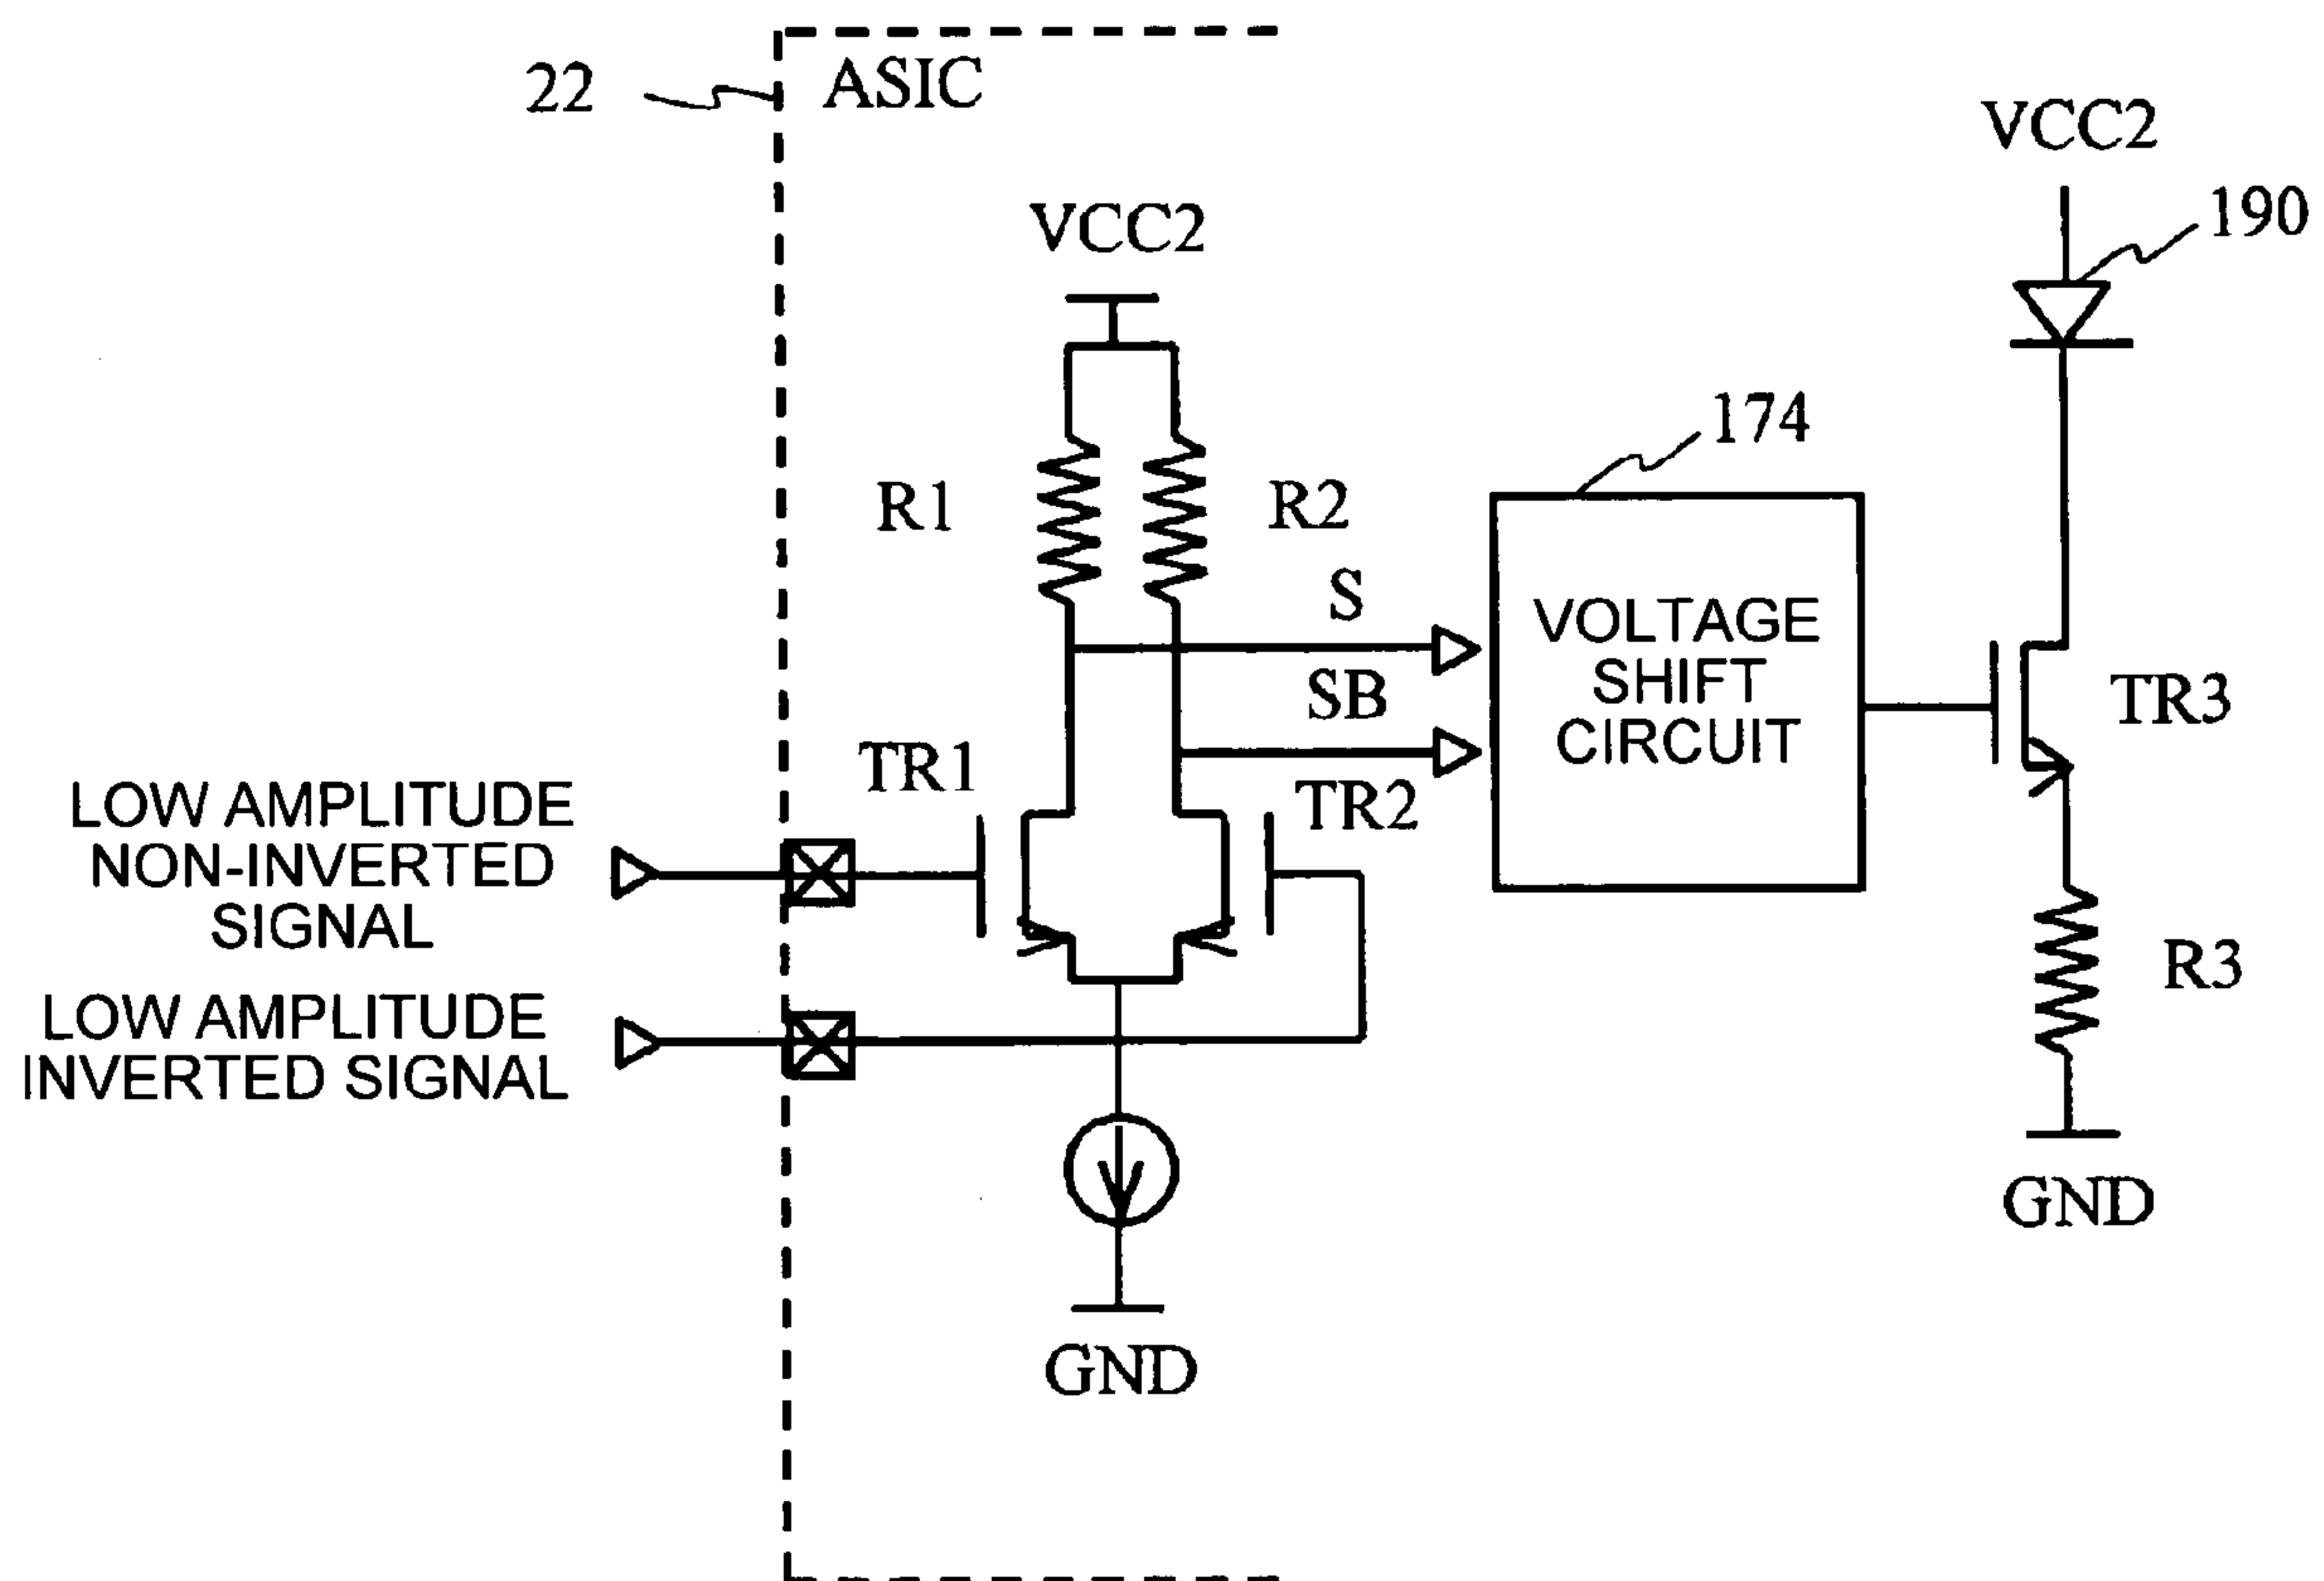 22
ASIC
VCC2
190
VCC2
174
R1
R2
S
VOLTAGE
SHIFT
CIRCUIT
SB
TR3
TR1
TR2
LOW AMPLITUDE
NON-INVERTED
SIGNAL
R3
LOW AMPLITUDE
INVERTED SIGNAL
GND
GND